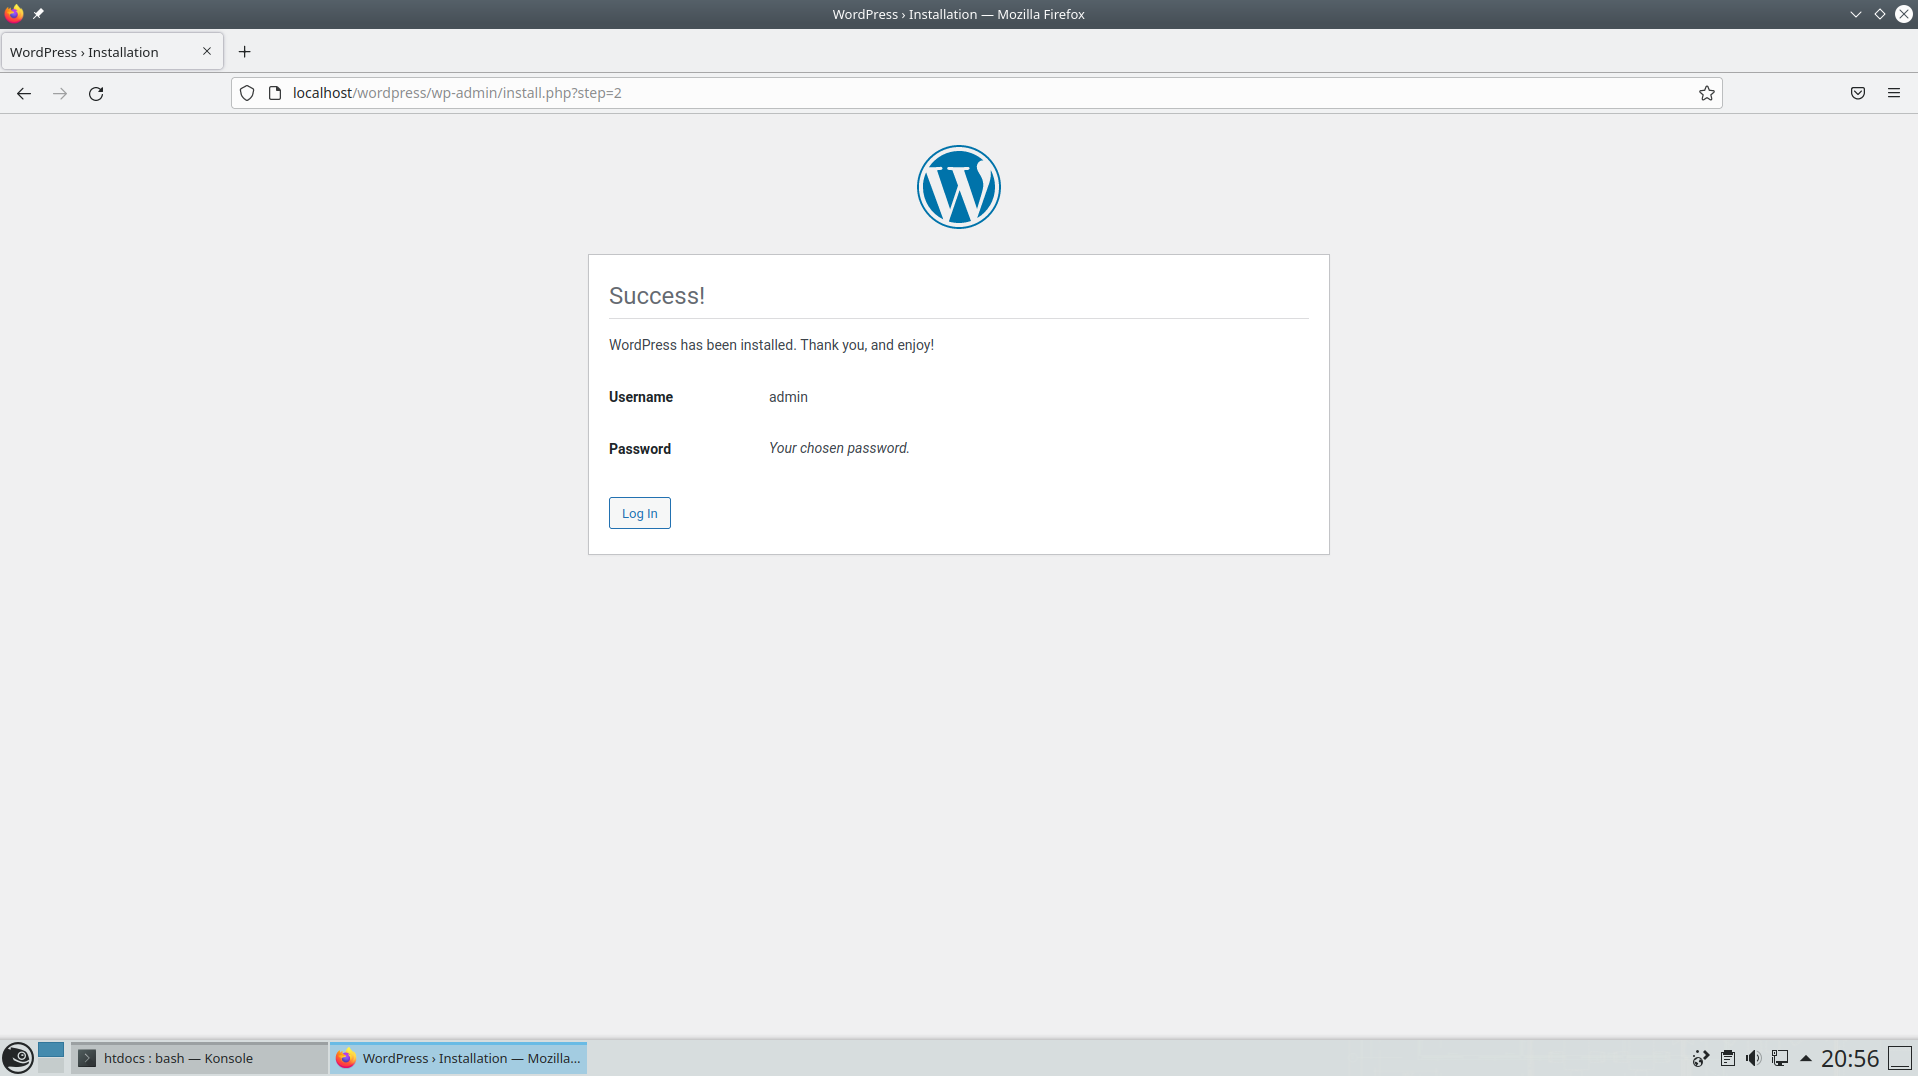 WordPress › Installation — Mozilla Firefox
WordPress › Installation
localhost/wordpress/wp-admin/install.php?step=2
Success!
WordPress has been installed. Thank you, and enjoy!
Username admin
Password Your chosen password.
Log In
htdocs : bash — Konsole
WordPress › Installation — Mozilla...
20:56